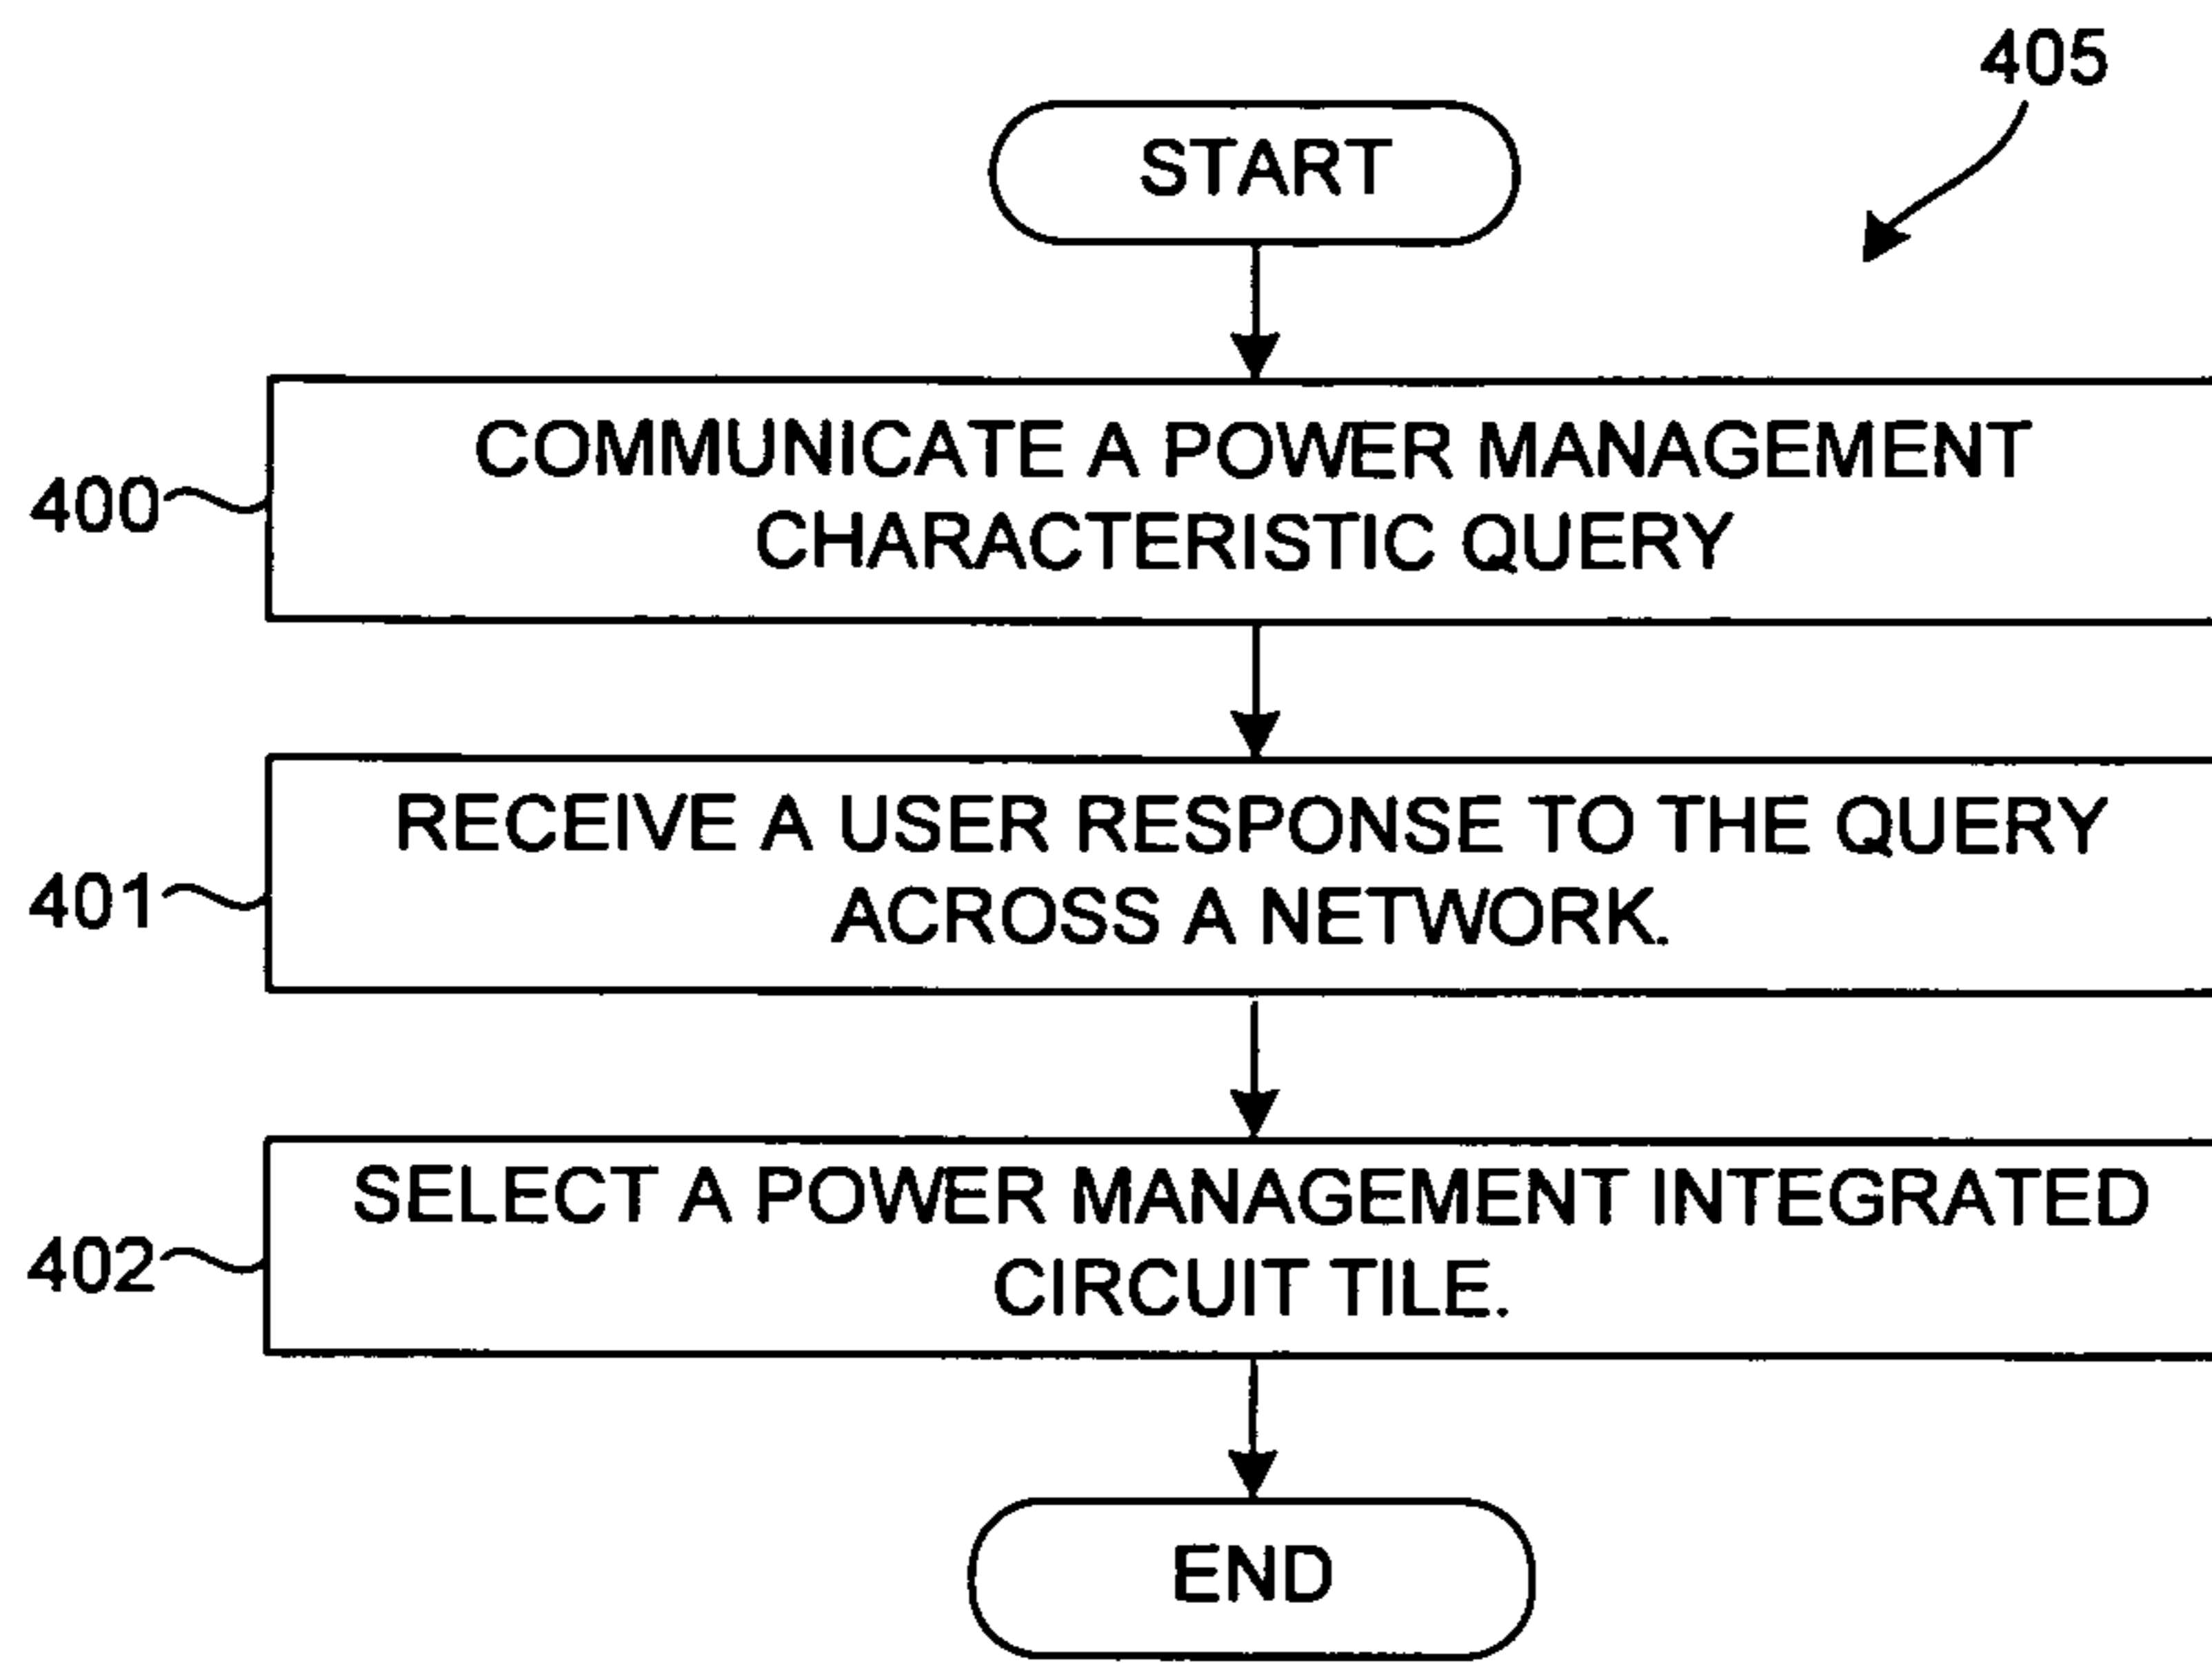 405
START
400
COMMUNICATE A POWER MANAGEMENT
CHARACTERISTIC QUERY
401
RECEIVE A USER RESPONSE TO THE QUERY
ACROSS A NETWORK.
402
SELECT A POWER MANAGEMENT INTEGRATED
CIRCUIT TILE.
END